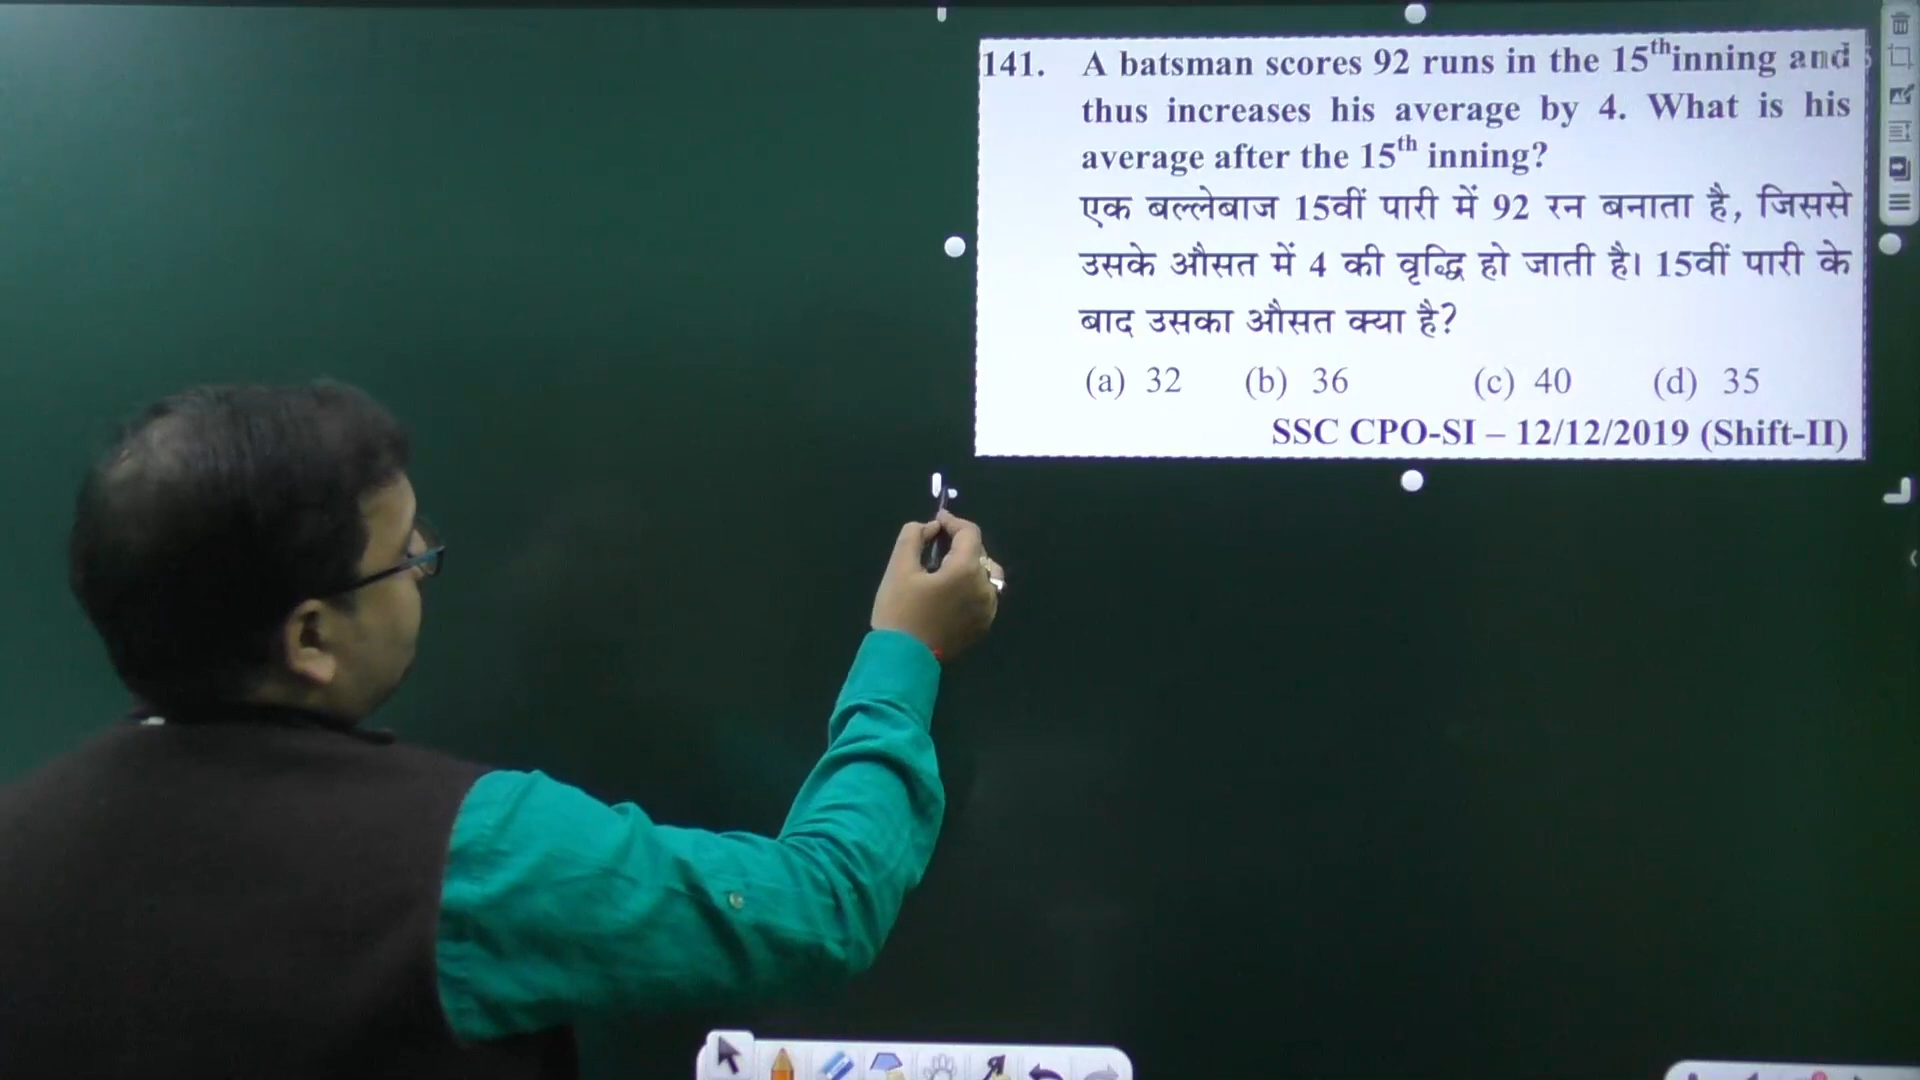 141. A batsman scores 92 runs in the 15th inning and
thus increases his average by 4. What is his
average after the 15th inning?
एक बल्लेबाज 15वीं पारी में 92 रन बनाता है, जिससे
उसके औसत में 4 की वृद्धि हो जाती है। 15वीं पारी के
बाद उसका औसत क्या है?
(a) 32 (b) 36 (c) 40 (d) 35
SSC CPO-SI – 12/12/2019 (Shift-II)